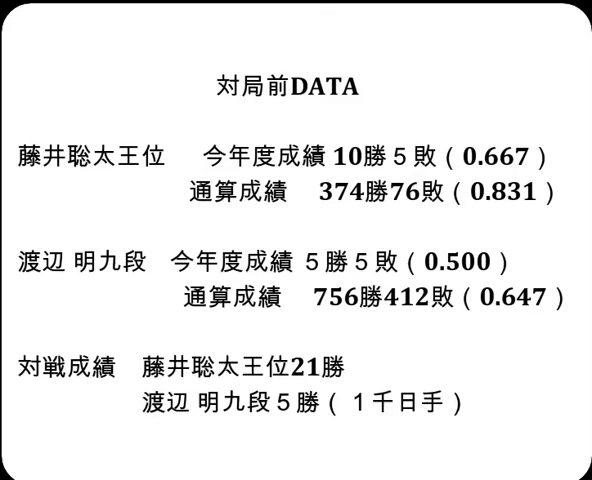 対局前DATA
藤井聡太王位 今年度成績 10勝５敗（0.667）
通算成績 374勝76敗（0.831）
渡辺 明九段 今年度成績 ５勝５敗（0.500）
通算成績 756勝412敗（0.647）
対戦成績 藤井聡太王位21勝
渡辺 明九段５勝（ １千日手）